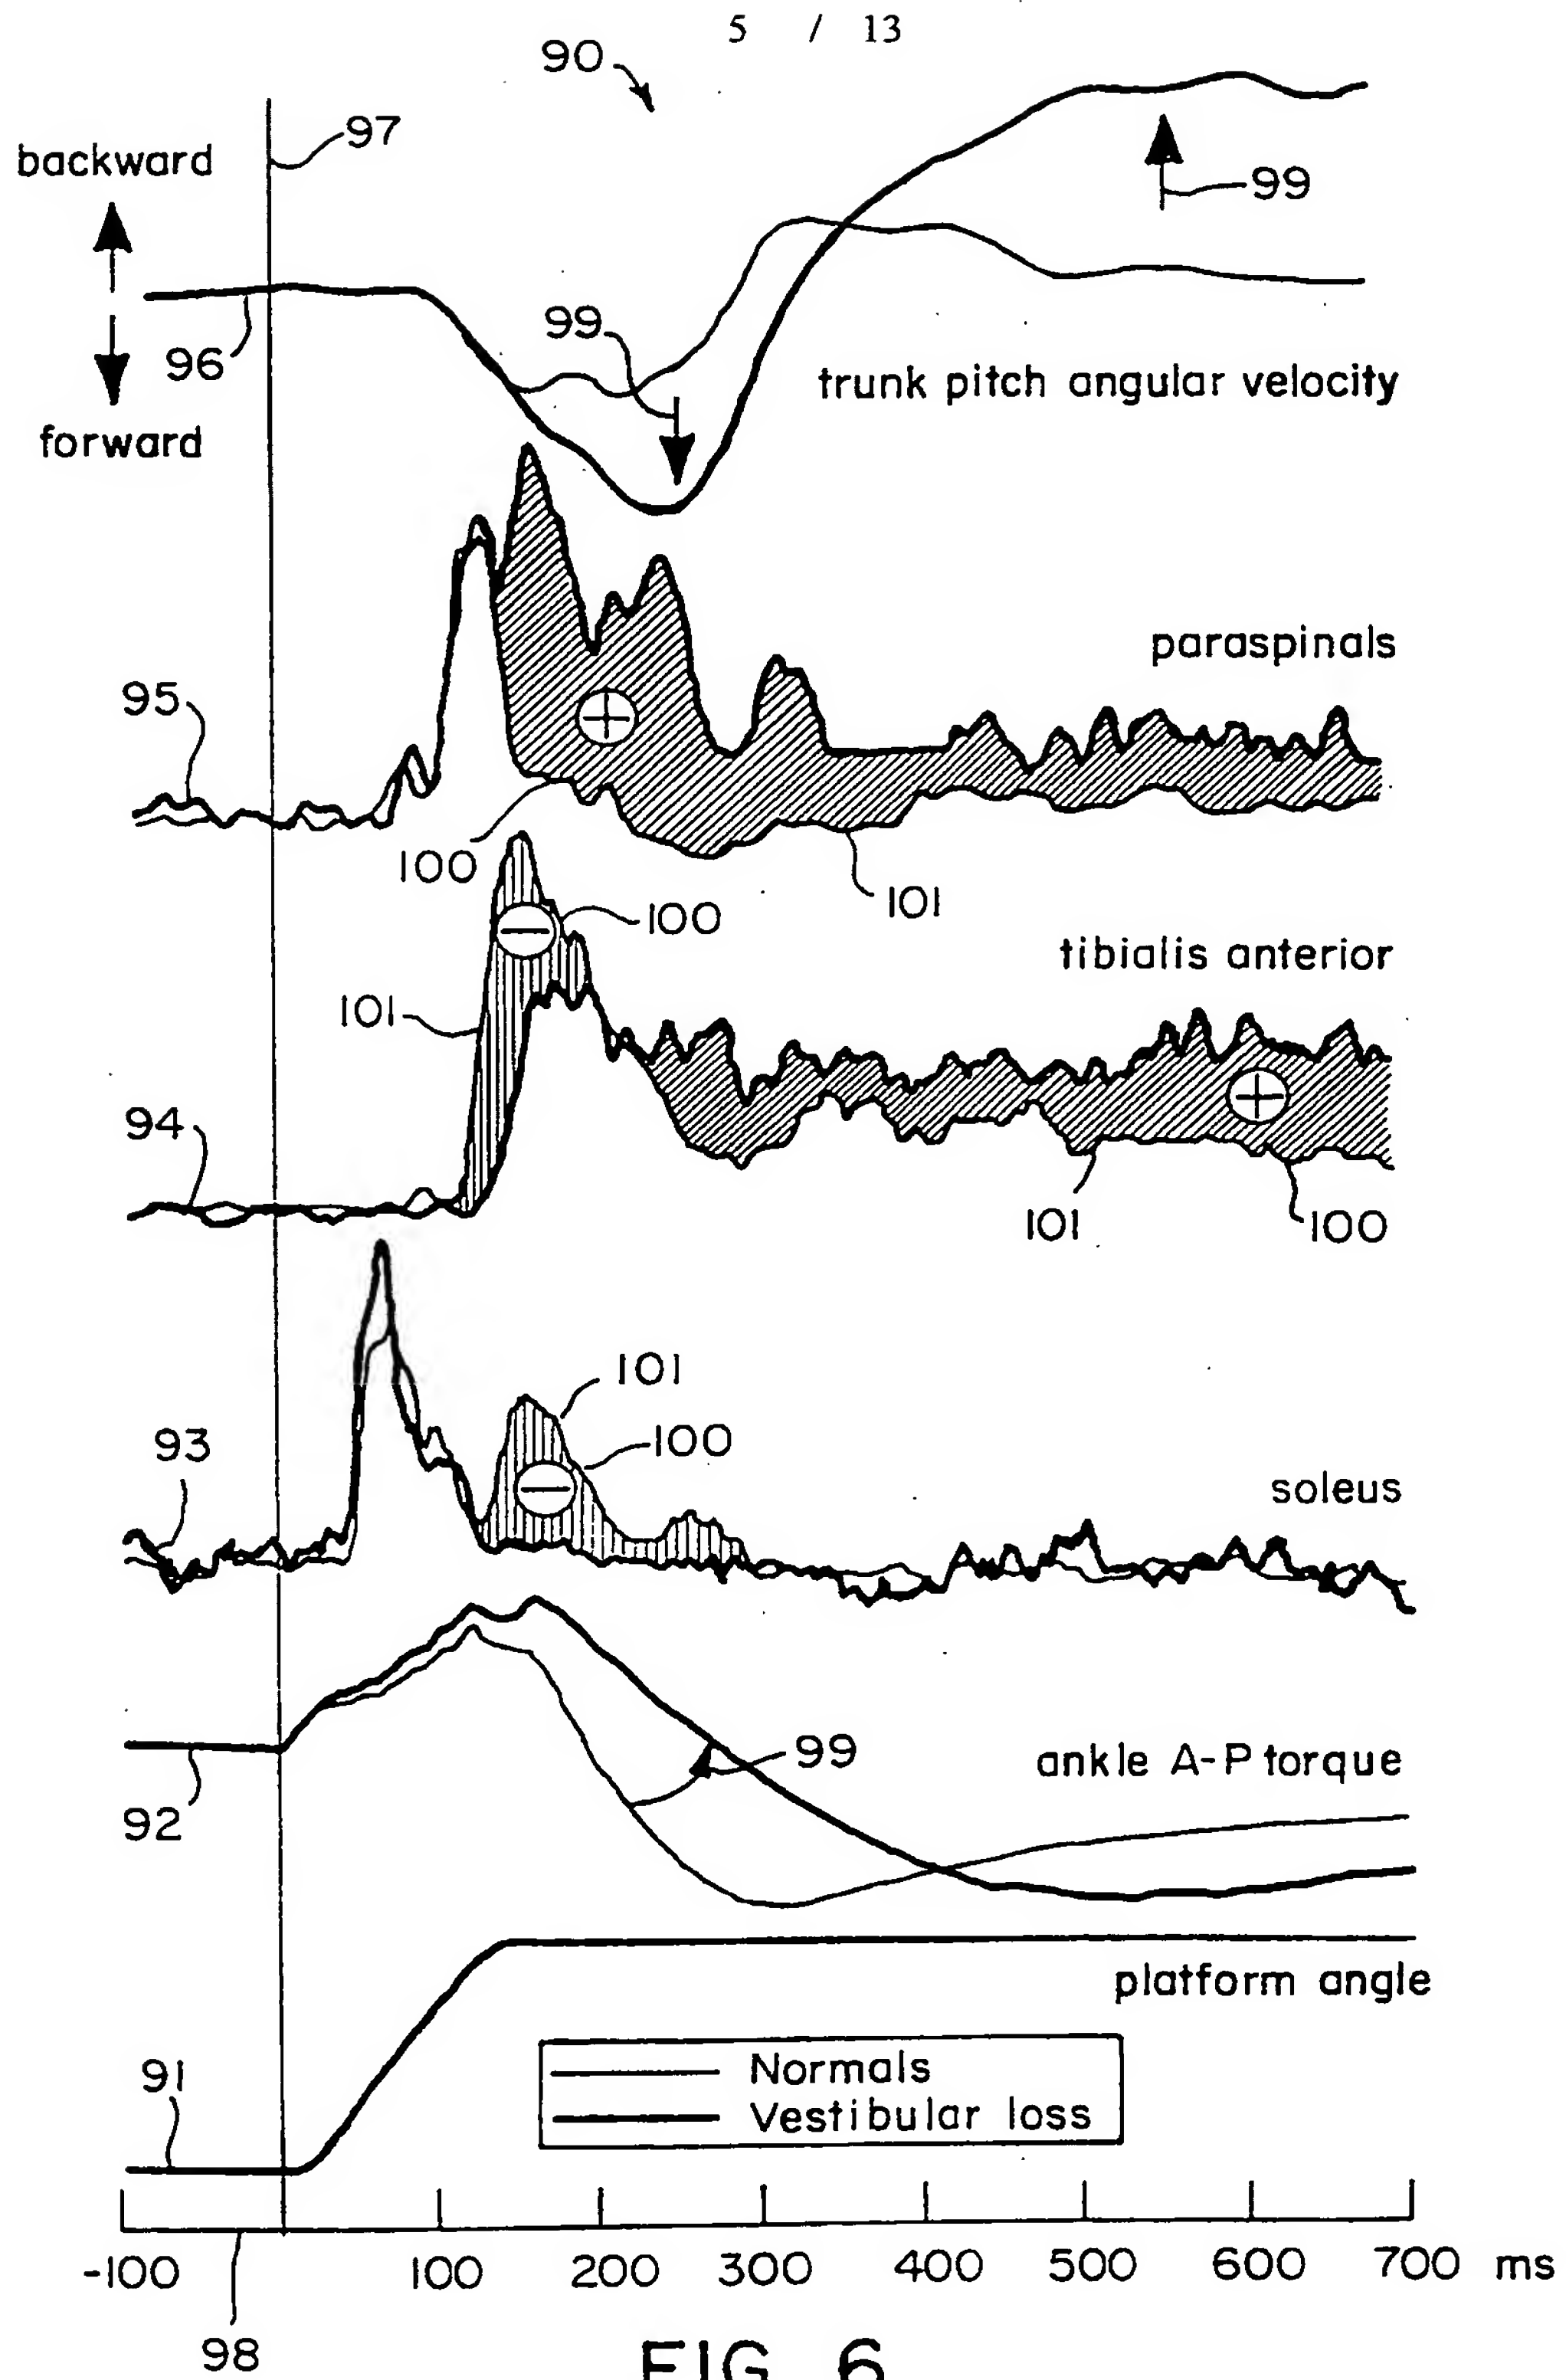 5 / 13
90
97
backward
99
99
96
trunk pitch angular velocity
forward
paraspinals
95
+
100
101
100
−
tibialis anterior
101
+
94
101
100
101
100
93
−
soleus
99
ankle A-P torque
92
platform angle
Normals
91
Vestibular loss
-100 100 200 300 400 500 600 700 ms
98
FIG. 6